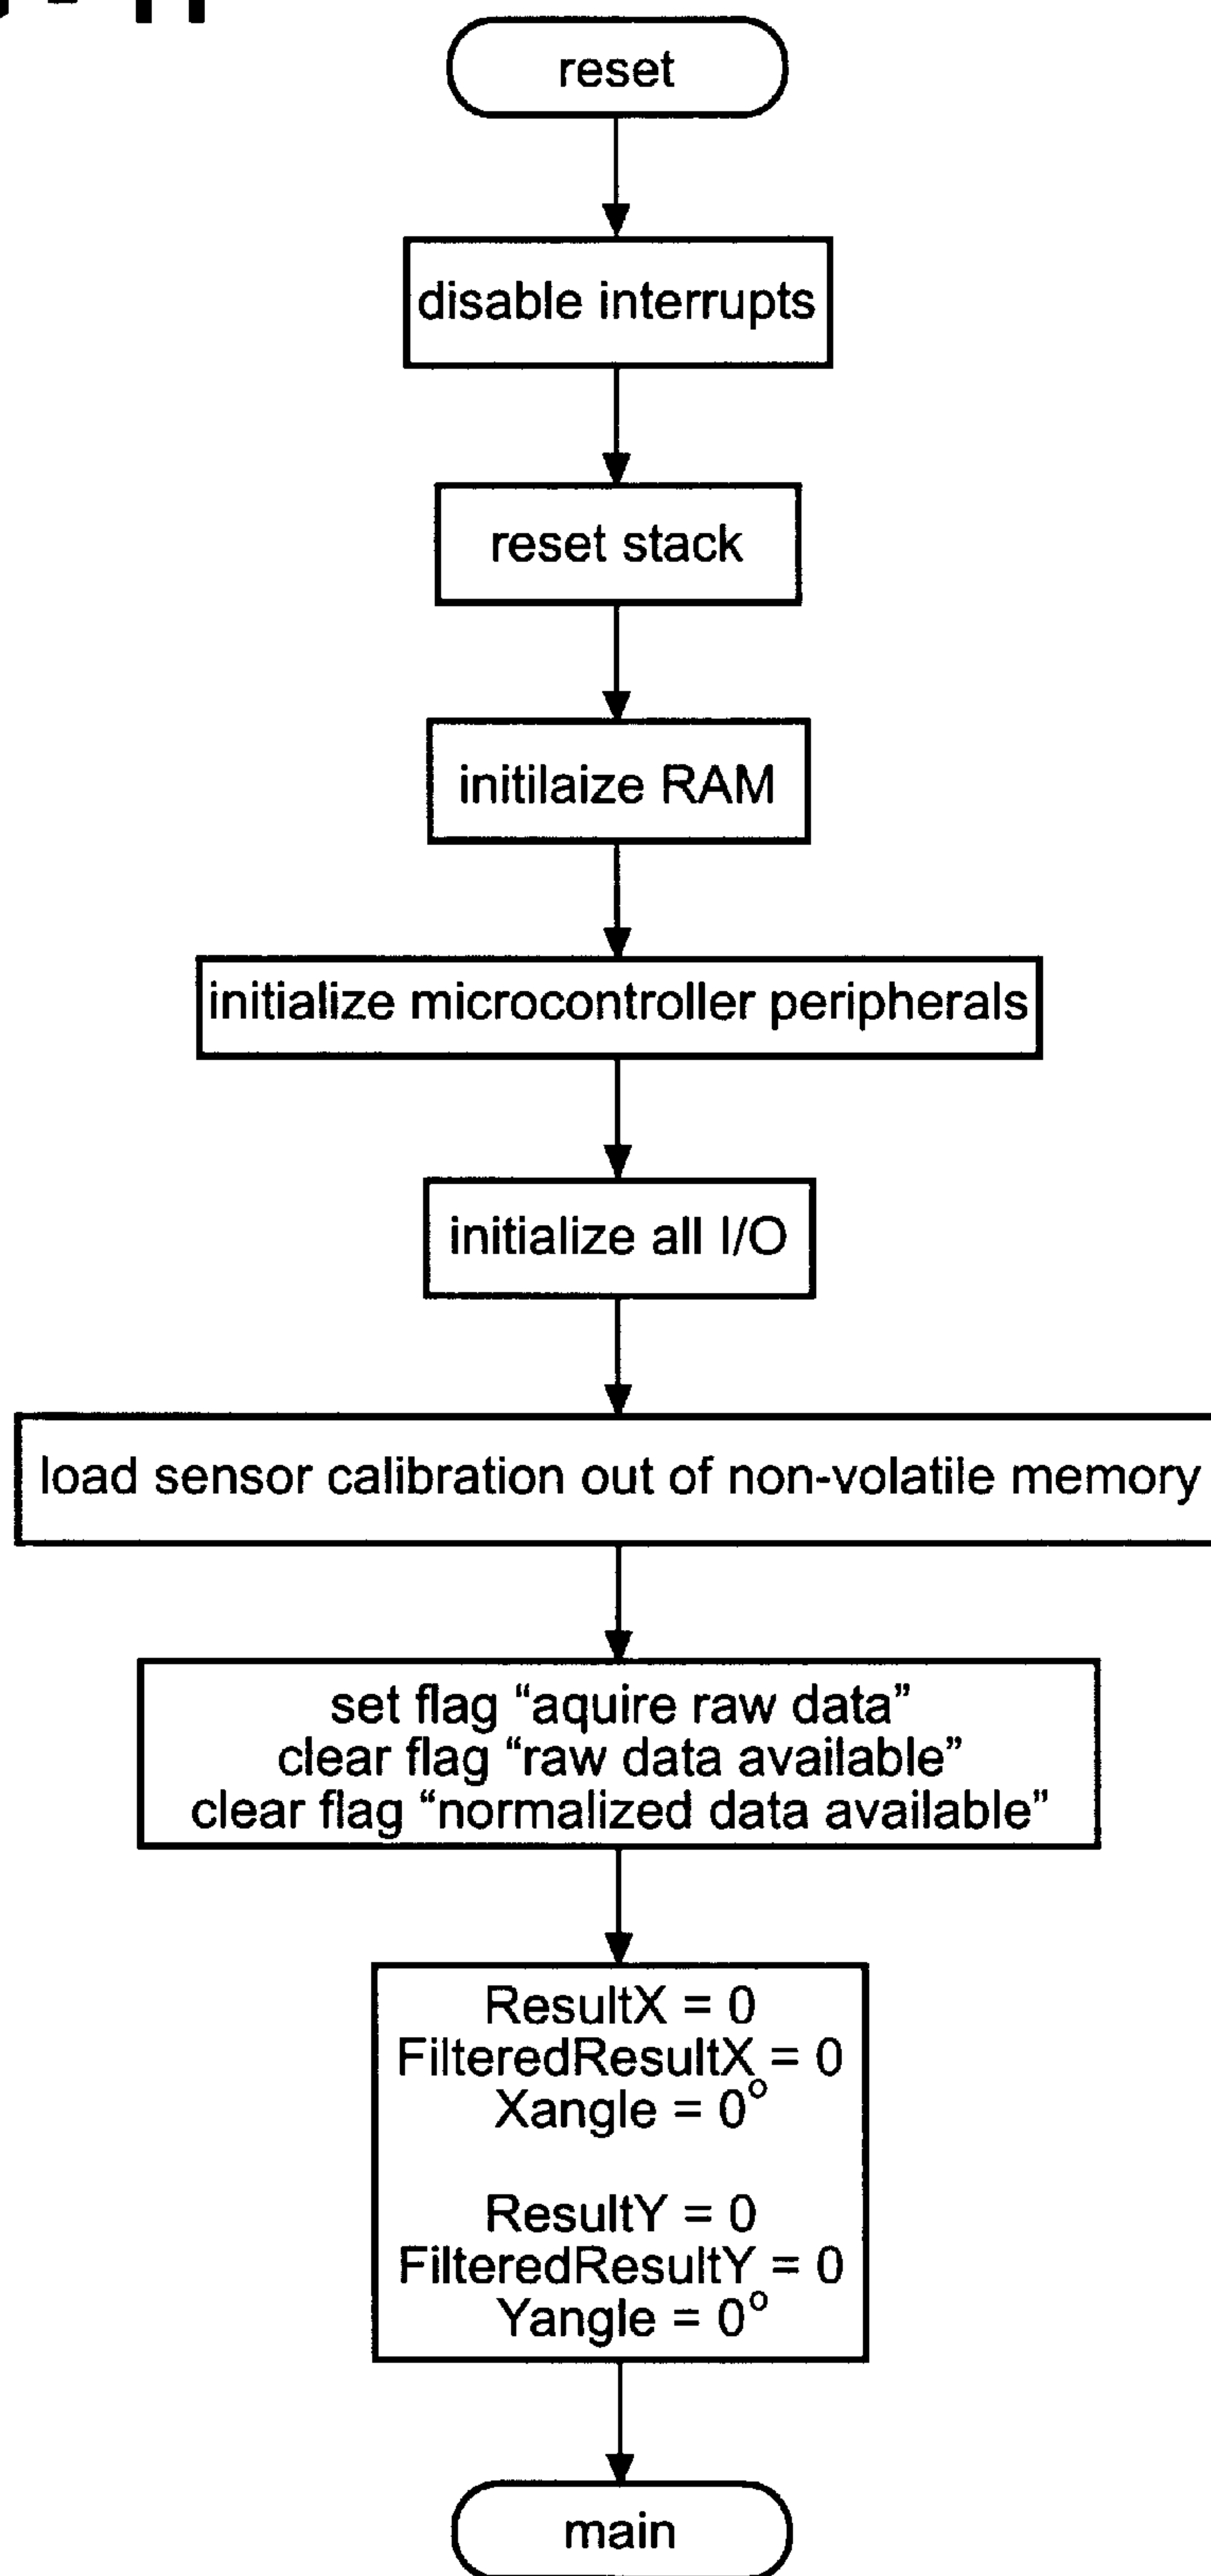 reset
disable interrupts
reset stack
initilaize RAM
initialize microcontroller peripherals
initialize all I/O
load sensor calibration out of non-volatile memory
set flag “aquire raw data”
clear flag “raw data available”
clear flag “normalized data available”
ResultX = 0
FilteredResultX = 0
Xangle = 0°
ResultY = 0
FilteredResultY = 0
Yangle = 0°
main